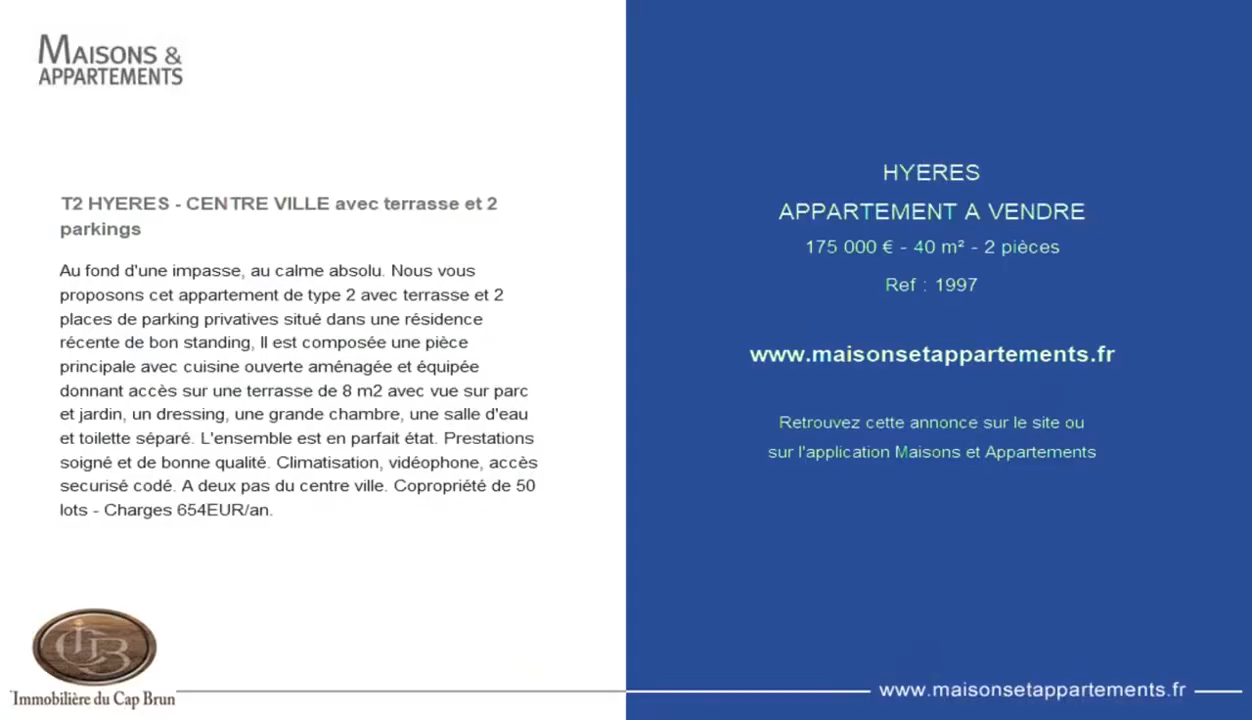 MAISONS &
APPARTEMENTS
T2 HYERES - CENTRE VILLE avec terrasse et 2
parkings
Au fond d'une impasse, au calme absolu. Nous vous
proposons cet appartement de type 2 avec terrasse et 2
places de parking privatives situé dans une résidence
récente de bon standing, Il est composée une pièce
principale avec cuisine ouverte aménagée et équipée
donnant accès sur une terrasse de 8 m2 avec vue sur parc
et jardin, un dressing, une grande chambre, une salle d'eau
et toilette séparé. L'ensemble est en parfait état. Prestations
soigné et de bonne qualité. Climatisation, vidéophone, accès
securisé codé. A deux pas du centre ville. Copropriété de 50
lots - Charges 654EUR/an.
ICB
Immobilière du Cap Brun
HYERES
APPARTEMENT A VENDRE
175 000 € - 40 m² - 2 pièces
Ref : 1997
www.maisonsetappartements.fr
Retrouvez cette annonce sur le site ou
sur l'application Maisons et Appartements
www.maisonsetappartements.fr